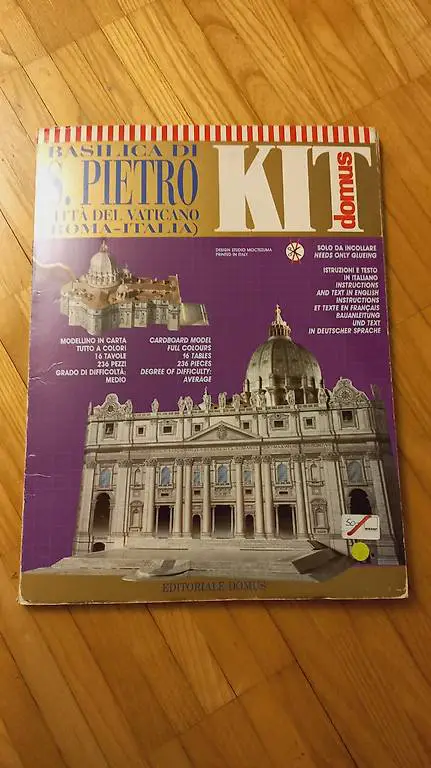 BASILICA DI
S. PIETRO
CITTÀ DEL VATICANO
(ROMA-ITALIA)
KIT
domus
DESIGN STUDIO MOCTEZUMA
PRINTED IN ITALY
SOLO DA INCOLLARE
NEEDS ONLY GLUEING
ISTRUZIONI E TESTO
IN ITALIANO
INSTRUCTIONS
AND TEXT IN ENGLISH
INSTRUCTIONS
ET TEXTE EN FRANÇAIS
BAUANLEITUNG
UND TEXT
IN DEUTSCHER SPRACHE
MODELLINO IN CARTA
TUTTO A COLORI
16 TAVOLE
236 PEZZI
GRADO DI DIFFICOLTÀ:
MEDIO
CARDBOARD MODEL
FULL COLOURS
16 TABLES
236 PIECES
DEGREE OF DIFFICULTY:
AVERAGE
EDITORIALE DOMUS